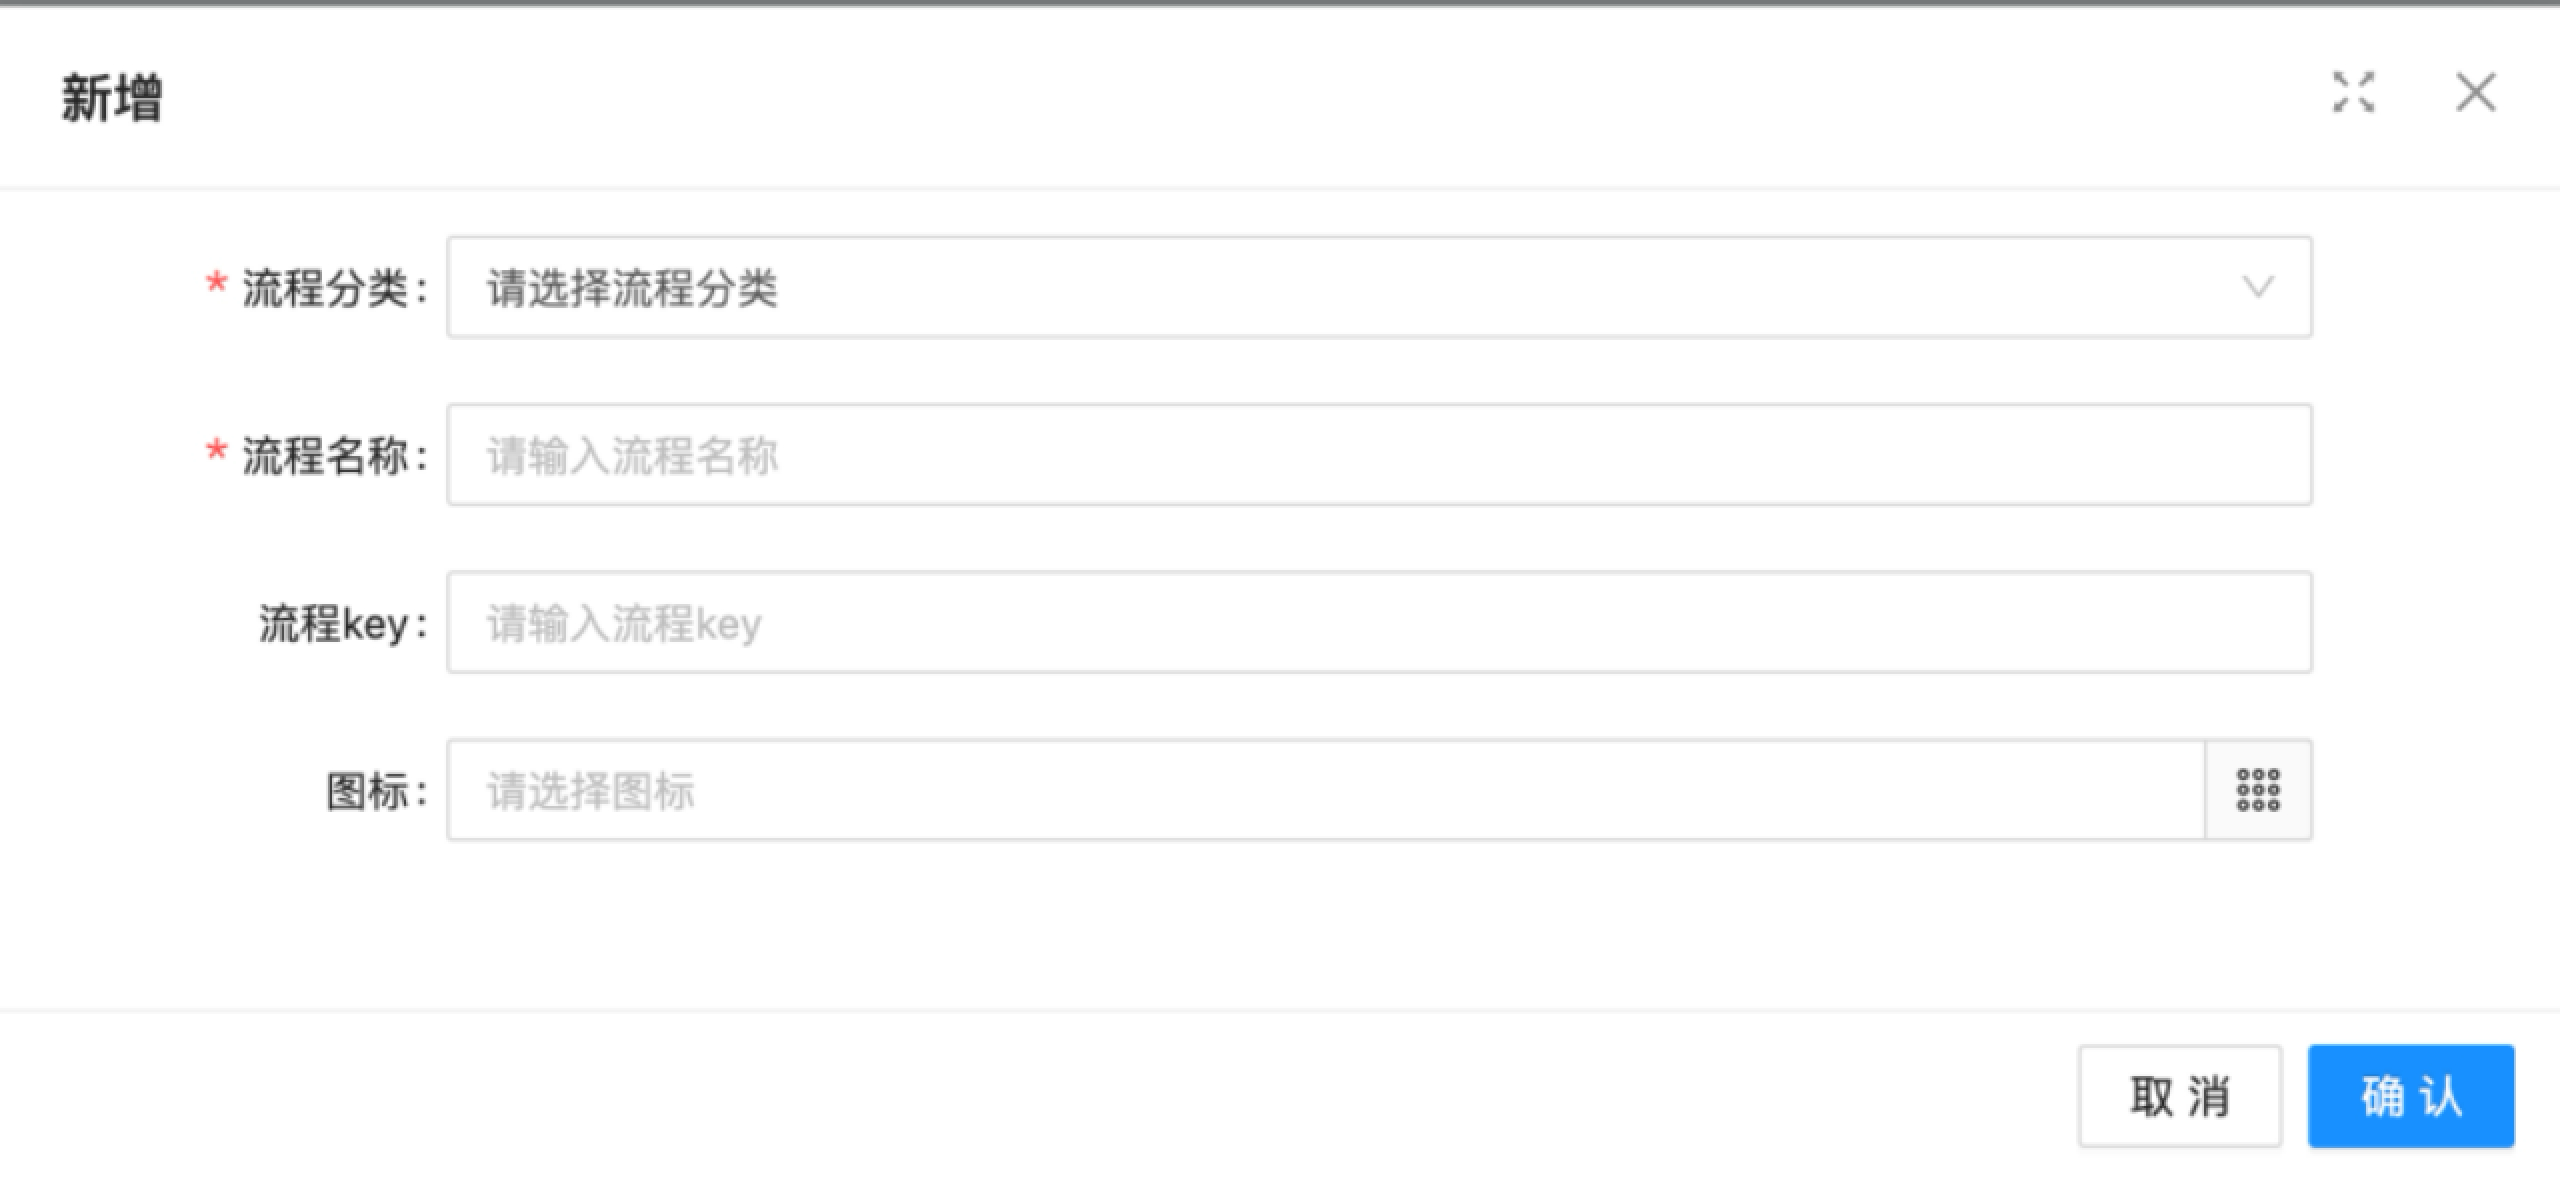 新增
* 流程分类: 请选择流程分类
* 流程名称: 请输入流程名称
流程key: 请输入流程key
图标: 请选择图标
取 消 确 认